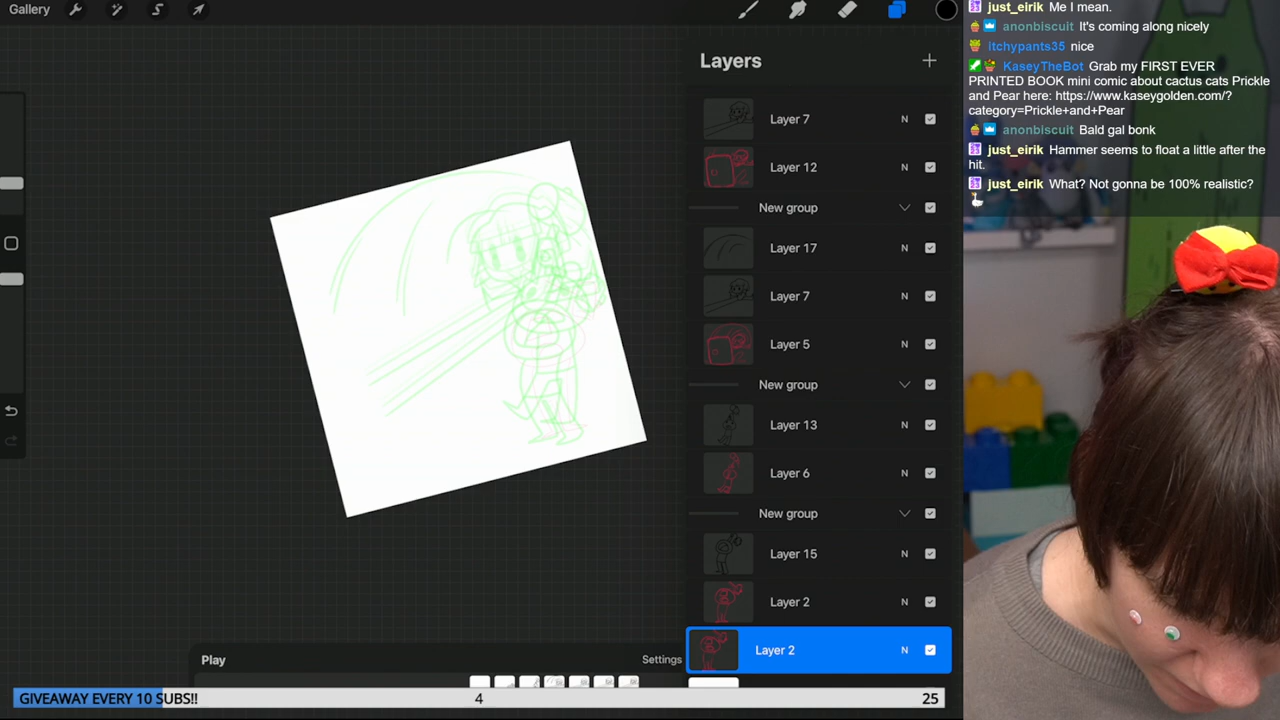 Gallery
Layers
Layer 7 N
Layer 12 N
New group
Layer 17 N
Layer 7 N
Layer 5 N
New group
Layer 13 N
Layer 6 N
New group
Layer 15 N
Layer 2 N
Layer 2 N
Play
Settings
GIVEAWAY EVERY 10 SUBS!!
4
25
just_eirik Me I mean.
anonbiscuit It's coming along nicely
Itchypants35 nice
KaseyTheBot Grab my FIRST EVER
PRINTED BOOK mini comic about cactus cats Prickle
and Pear here: https://www.kaseygolden.com/?
category=Prickle+and+Pear
anonbiscuit Bald gal bonk
just_eirik Hammer seems to float a little after the
hit.
just_eirik What? Not gonna be 100% realistic?